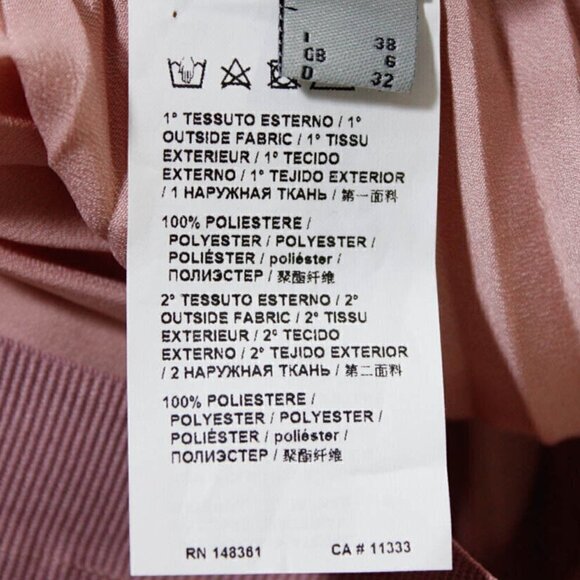 I 38
GB 6
D 32
1° TESSUTO ESTERNO / 1°
OUTSIDE FABRIC / 1° TISSU
EXTERIEUR / 1° TECIDO
EXTERNO / 1° TEJIDO EXTERIOR
/ 1 НАРУЖНАЯ ТКАНЬ / 第一面料
100% POLIESTERE /
POLYESTER / POLYESTER /
POLIÉSTER / poliéster /
ПОЛИЭСТЕР / 聚酯纤维
2° TESSUTO ESTERNO / 2°
OUTSIDE FABRIC / 2° TISSU
EXTERIEUR / 2° TECIDO
EXTERNO / 2° TEJIDO EXTERIOR
/ 2 НАРУЖНАЯ ТКАНЬ / 第二面料
100% POLIESTERE /
POLYESTER / POLYESTER /
POLIÉSTER / poliéster /
ПОЛИЭСТЕР / 聚酯纤维
RN 148361 CA # 11333